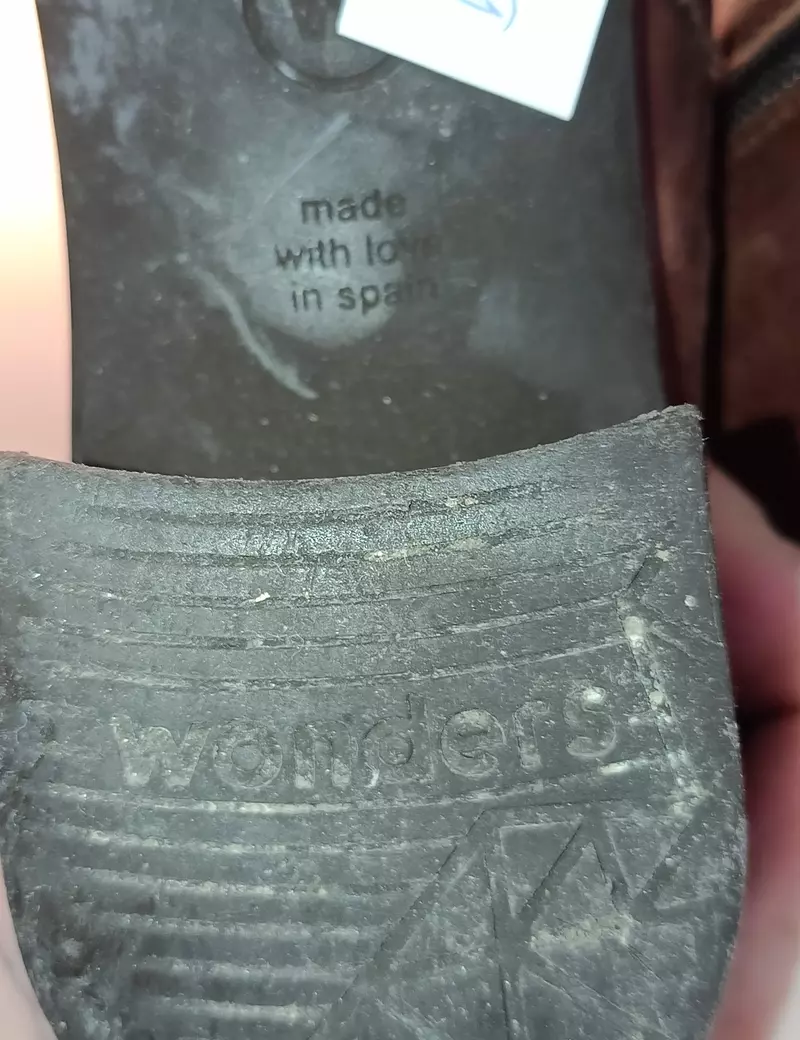 made
with love
in spain
wonders